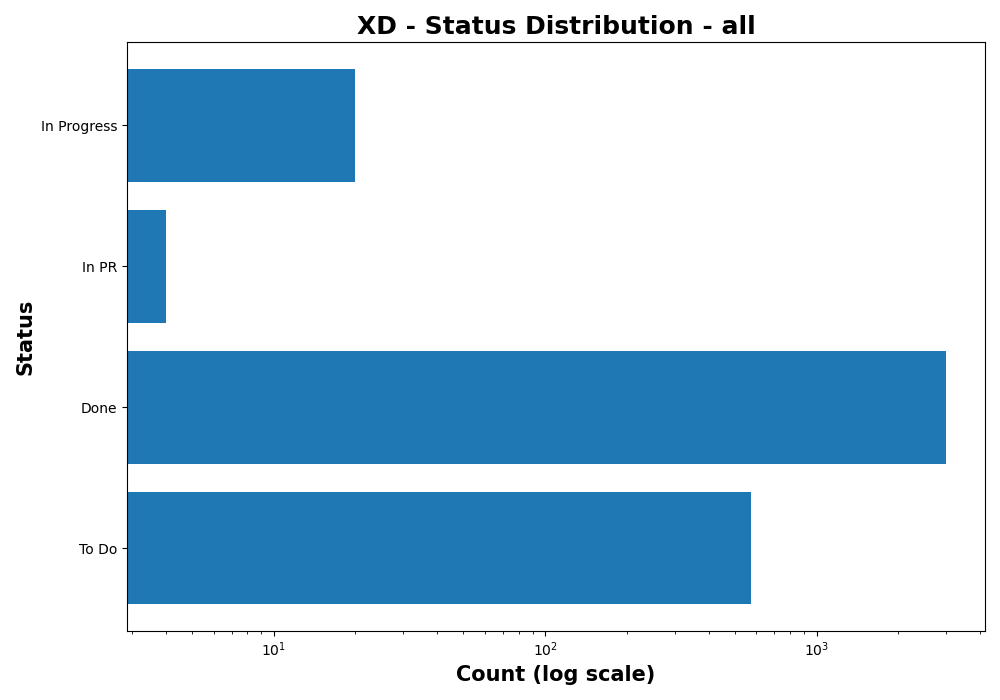 XD - Status Distribution - all
In Progress
In PR
Done
To Do
Status
10¹ 10² 10³
Count (log scale)